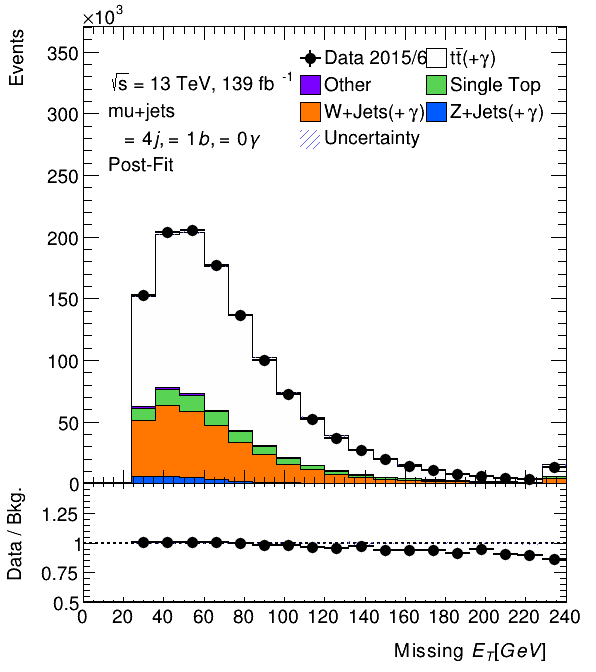 ×10³
Events
350
300
250
200
150
100
50
0
√s = 13 TeV, 139 fb⁻¹
mu+jets
= 4j, = 1b, = 0γ
Post-Fit
Data 2015/6
tt̄(+γ)
Other
Single Top
W+Jets(+γ)
Z+Jets(+γ)
Uncertainty
Data / Bkg.
1.25
1
0.75
0.5
0 20 40 60 80 100 120 140 160 180 200 220 240
Missing E_T[GeV]